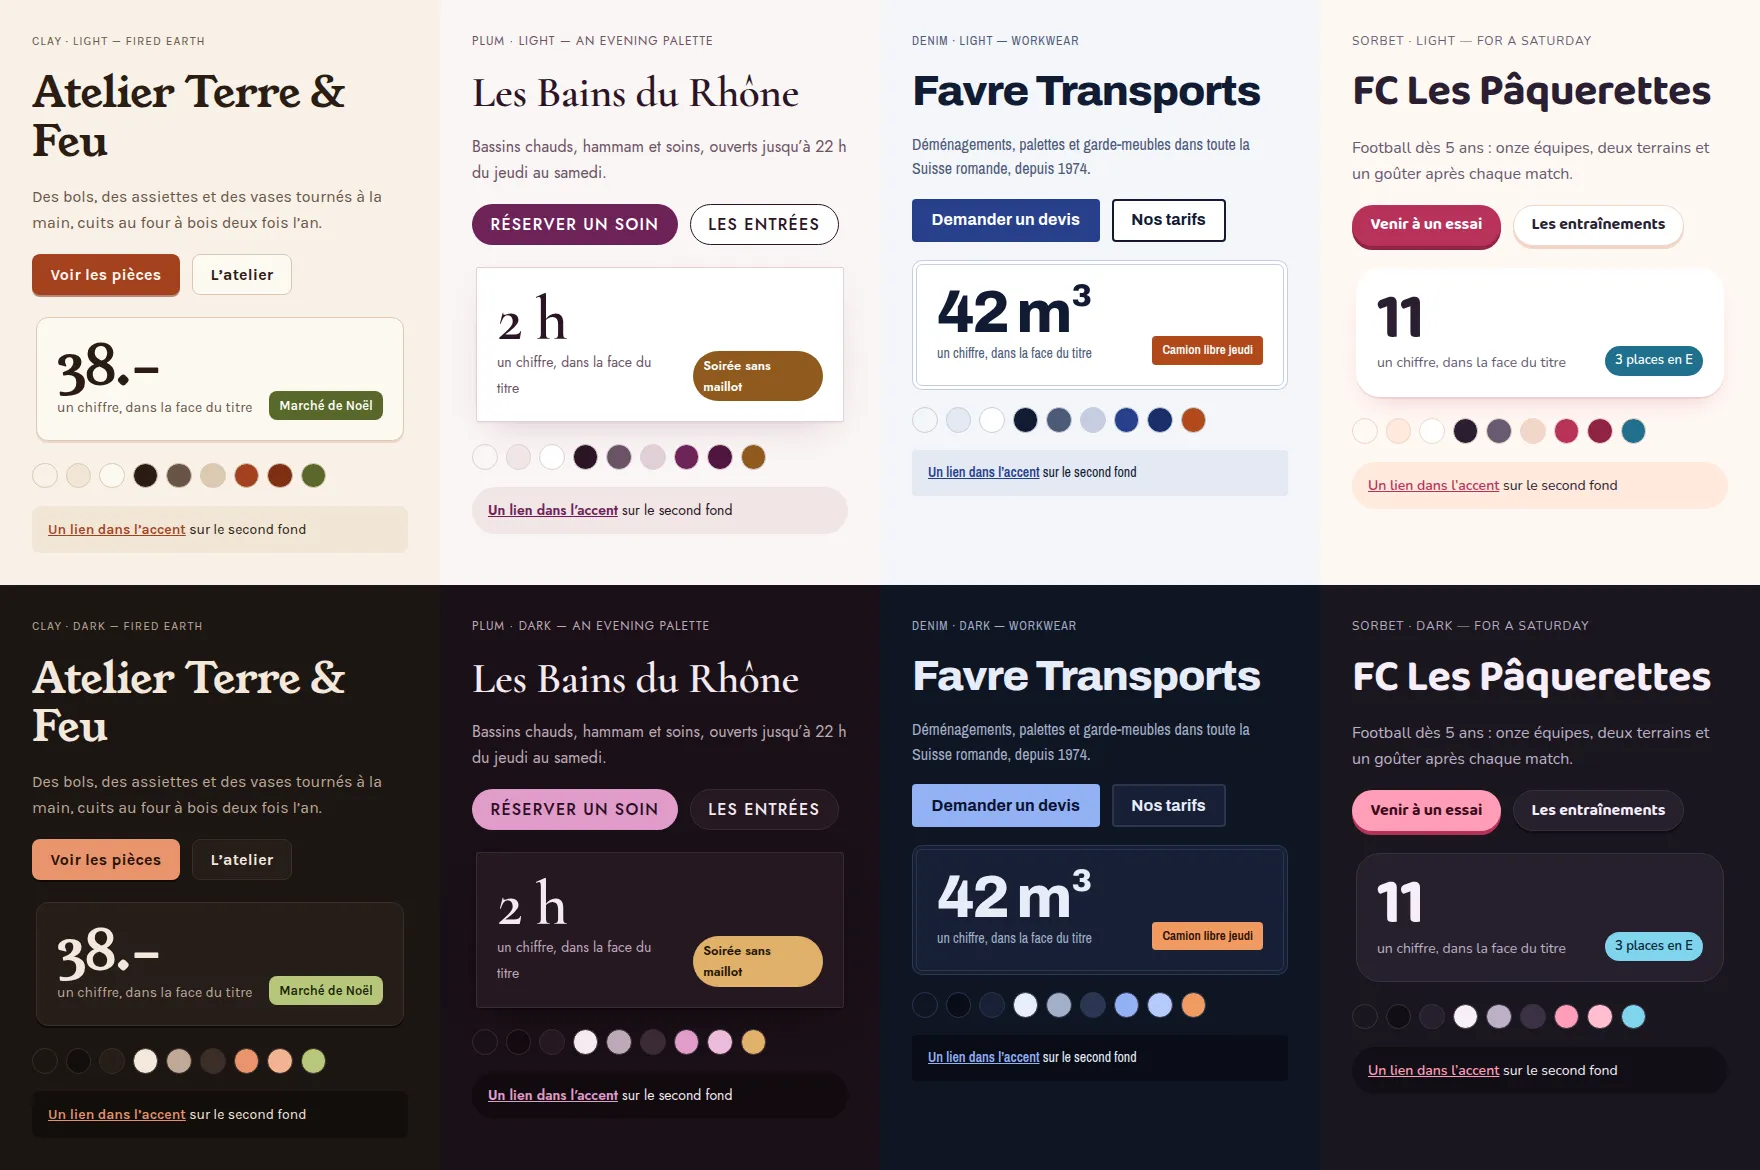 CLAY · LIGHT — FIRED EARTH
Atelier Terre &
Feu
Des bols, des assiettes et des vases tournés à la
main, cuits au four à bois deux fois l’an.
Voir les pièces
L’atelier
38.–
un chiffre, dans la face du titre
Marché de Noël
Un lien dans l’accent sur le second fond
PLUM · LIGHT — AN EVENING PALETTE
Les Bains du Rhône
Bassins chauds, hammam et soins, ouverts jusqu’à 22 h
du jeudi au samedi.
RÉSERVER UN SOIN
LES ENTRÉES
2 h
un chiffre, dans la face du
titre
Soirée sans
maillot
Un lien dans l’accent sur le second fond
DENIM · LIGHT — WORKWEAR
Favre Transports
Déménagements, palettes et garde-meubles dans toute la
Suisse romande, depuis 1974.
Demander un devis
Nos tarifs
42 m³
un chiffre, dans la face du titre
Camion libre jeudi
Un lien dans l’accent sur le second fond
SORBET · LIGHT — FOR A SATURDAY
FC Les Pâquerettes
Football dès 5 ans : onze équipes, deux terrains et
un goûter après chaque match.
Venir à un essai
Les entraînements
11
un chiffre, dans la face du titre
3 places en E
Un lien dans l’accent sur le second fond
CLAY · DARK — FIRED EARTH
Atelier Terre &
Feu
Des bols, des assiettes et des vases tournés à la
main, cuits au four à bois deux fois l’an.
Voir les pièces
L’atelier
38.–
un chiffre, dans la face du titre
Marché de Noël
Un lien dans l’accent sur le second fond
PLUM · DARK — AN EVENING PALETTE
Les Bains du Rhône
Bassins chauds, hammam et soins, ouverts jusqu’à 22 h
du jeudi au samedi.
RÉSERVER UN SOIN
LES ENTRÉES
2 h
un chiffre, dans la face du
titre
Soirée sans
maillot
Un lien dans l’accent sur le second fond
DENIM · DARK — WORKWEAR
Favre Transports
Déménagements, palettes et garde-meubles dans toute la
Suisse romande, depuis 1974.
Demander un devis
Nos tarifs
42 m³
un chiffre, dans la face du titre
Camion libre jeudi
Un lien dans l’accent sur le second fond
SORBET · DARK — FOR A SATURDAY
FC Les Pâquerettes
Football dès 5 ans : onze équipes, deux terrains et
un goûter après chaque match.
Venir à un essai
Les entraînements
11
un chiffre, dans la face du titre
3 places en E
Un lien dans l’accent sur le second fond